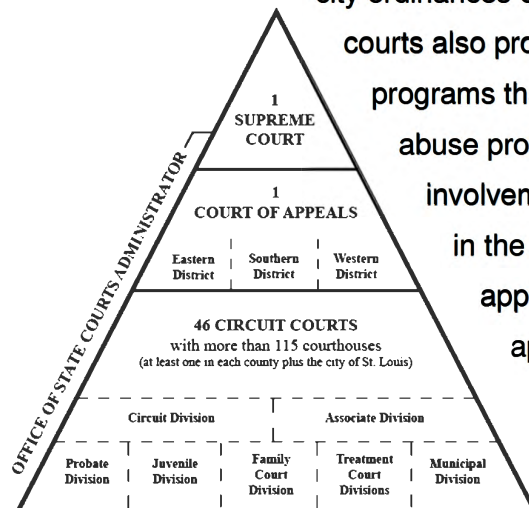 city ordinances
courts also pro
programs th
abuse pro
involvem
in the
app
ap
1
SUPREME
COURT
OFFICE OF STATE COURTS ADMINISTRATOR
1
COURT OF APPEALS
Eastern
District
Southern
District
Western
District
46 CIRCUIT COURTS
with more than 115 courthouses
(at least one in each county plus the city of St. Louis)
Circuit Division
Associate Division
Probate
Division
Juvenile
Division
Family
Court
Division
Treatment
Court
Divisions
Municipal
Division